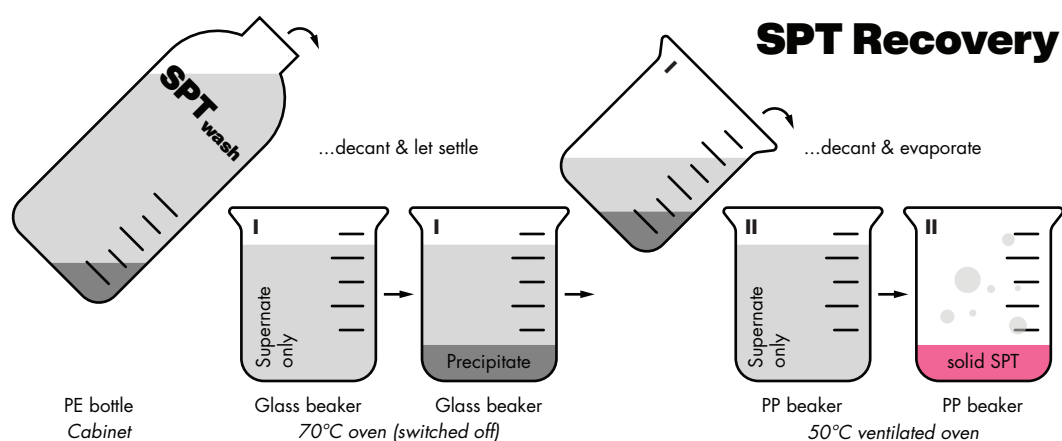 SPT Recovery
SPT
wash
...decant & let settle
I
...decant & evaporate
I
Supernate
only
I
Precipitate
II
Supernate
only
II
solid SPT
PE bottle
Cabinet
Glass beaker
Glass beaker
70°C oven (switched off)
PP beaker
PP beaker
50°C ventilated oven